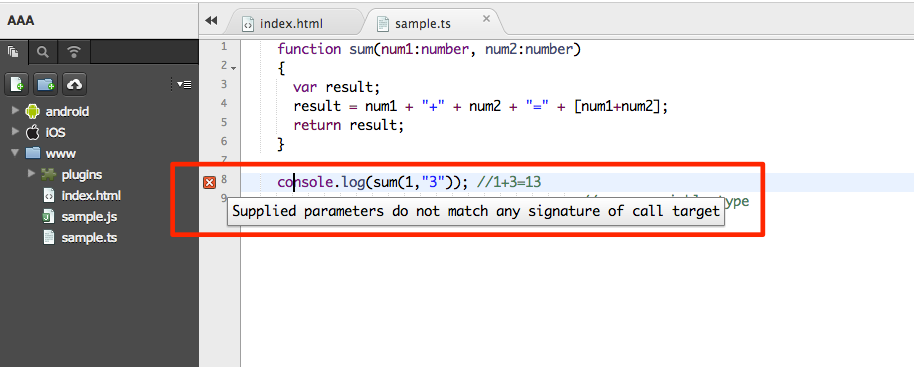 AAA
index.html
sample.ts
android
iOS
www
plugins
index.html
sample.js
sample.ts
1 function sum(num1:number, num2:number)
2 {
3 var result;
4 result = num1 + "+" + num2 + "=" + [num1+num2];
5 return result;
6 }
7
8 console.log(sum(1,"3")); //1+3=13
9
Supplied parameters do not match any signature of call target